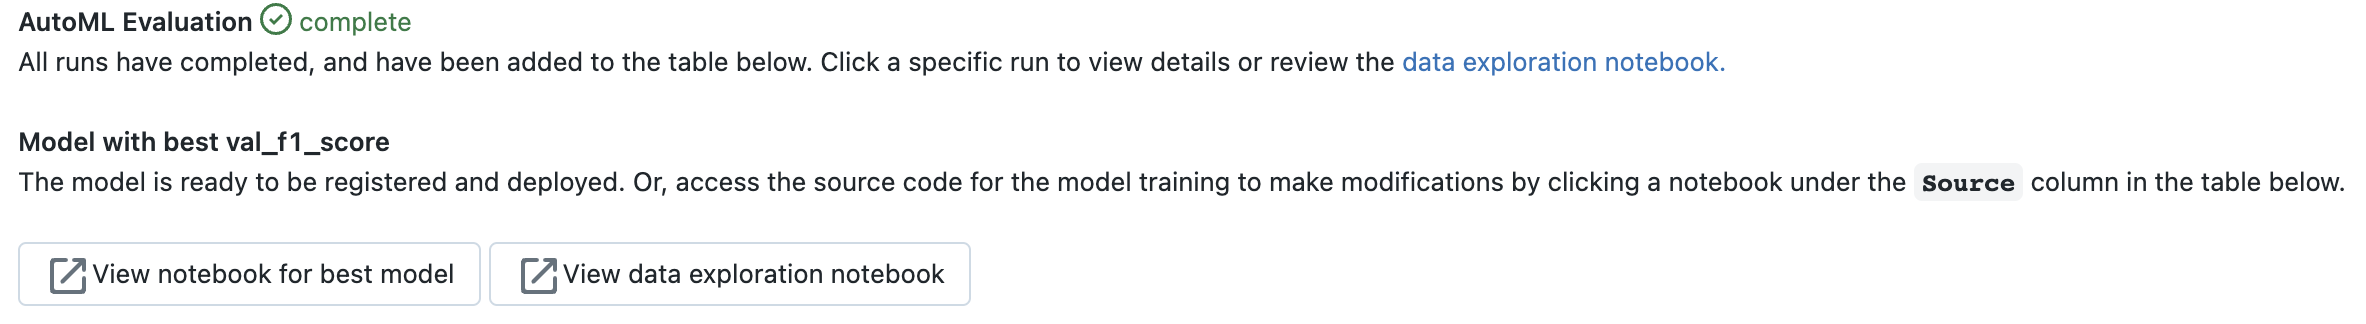 AutoML Evaluation complete
All runs have completed, and have been added to the table below. Click a specific run to view details or review the data exploration notebook.
Model with best val_f1_score
The model is ready to be registered and deployed. Or, access the source code for the model training to make modifications by clicking a notebook under the Source column in the table below.
View notebook for best model View data exploration notebook